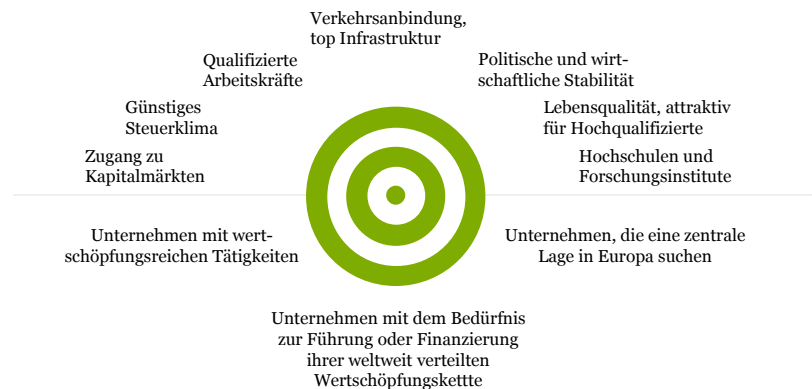 Verkehrsanbindung,
top Infrastruktur
Qualifizierte
Arbeitskräfte
Politische und wirt-
schaftliche Stabilität
Günstiges
Steuerklima
Lebensqualität, attraktiv
für Hochqualifizierte
Zugang zu
Kapitalmärkten
Hochschulen und
Forschungsinstitute
Unternehmen mit wert-
schöpfungsreichen Tätigkeiten
Unternehmen, die eine zentrale
Lage in Europa suchen
Unternehmen mit dem Bedürfnis
zur Führung oder Finanzierung
ihrer weltweit verteilten
Wertschöpfungskettte